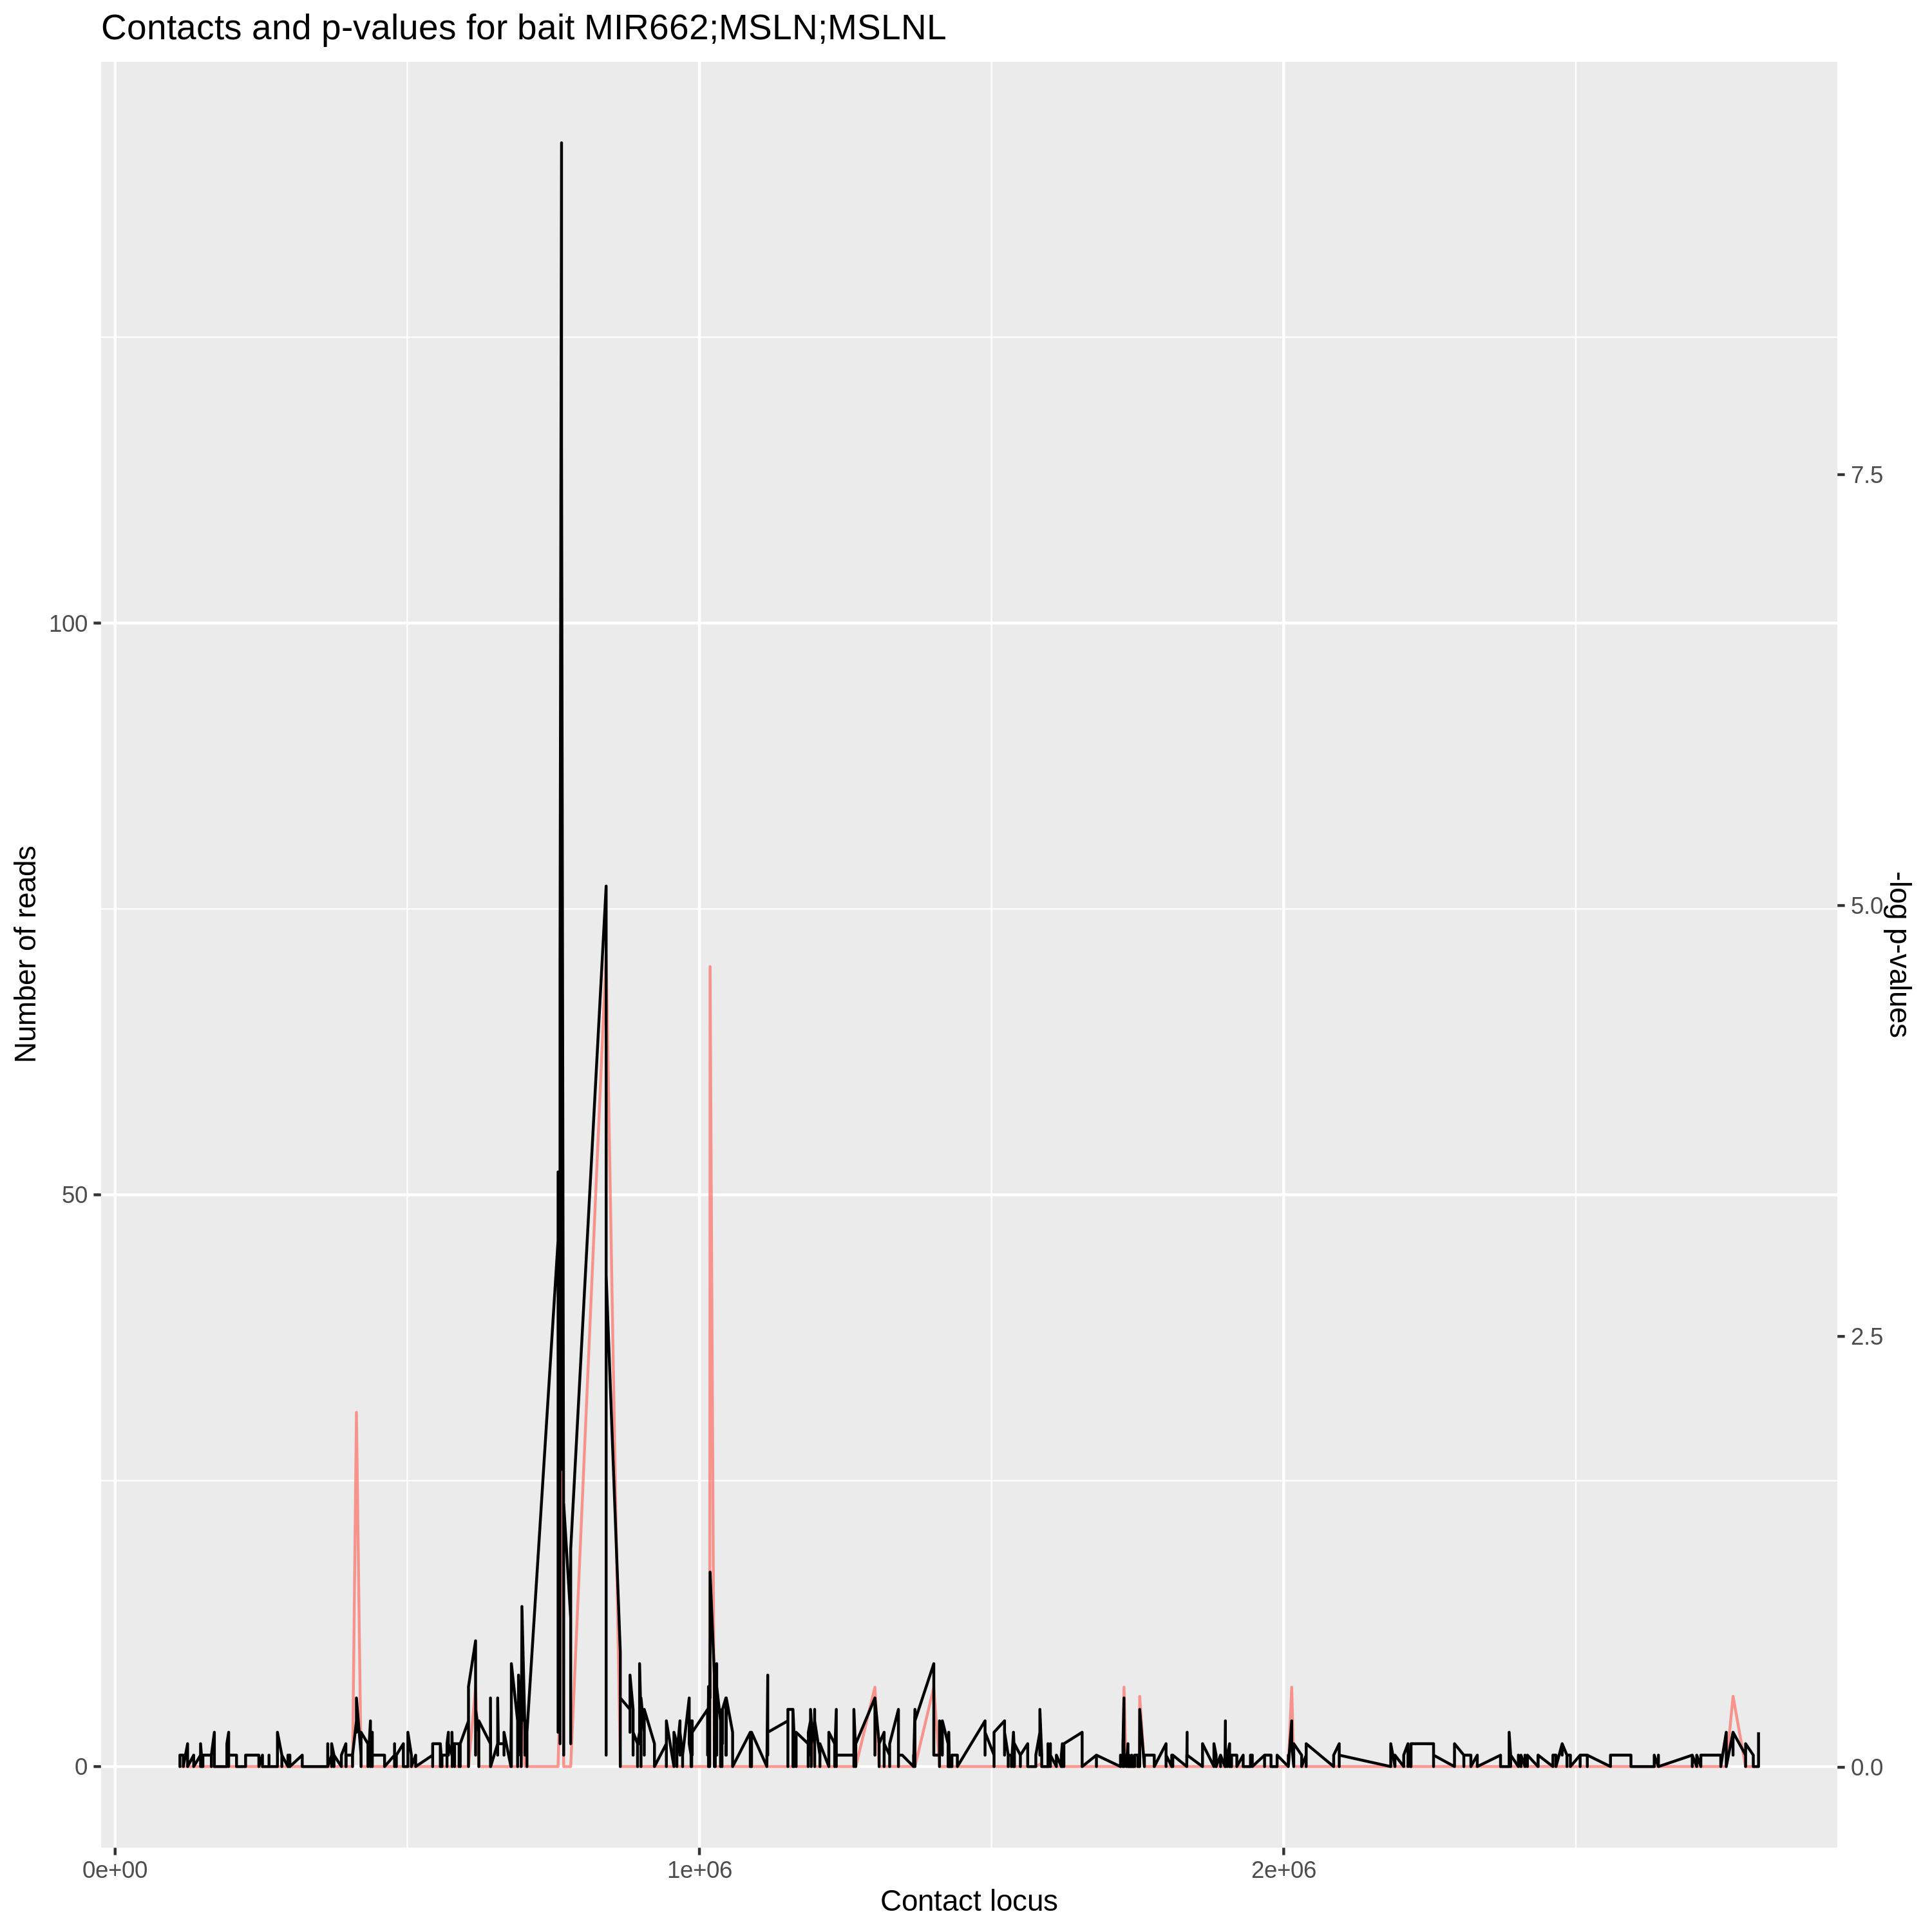 Contacts and p-values for bait MIR662;MSLN;MSLNL
Number of reads
100
50
0
7.5
5.0
2.5
0.0
-log p-values
0e+00
1e+06
2e+06
Contact locus